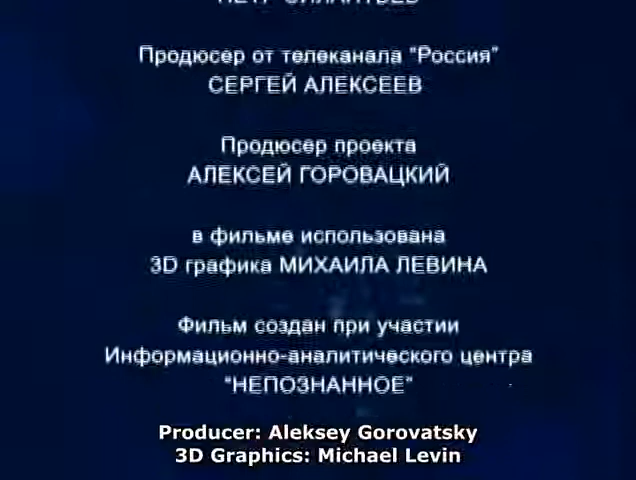 Продюсер от телеканала "Россия"
СЕРГЕЙ АЛЕКСЕЕВ
Продюсер проекта
АЛЕКСЕЙ ГОРОВАЦКИЙ
в фильме использована
3D графика МИХАИЛА ЛЕВИНА
Фильм создан при участии
Информационно-аналитического центра
"НЕПОЗНАННОЕ"
Producer: Aleksey Gorovatsky
3D Graphics: Michael Levin